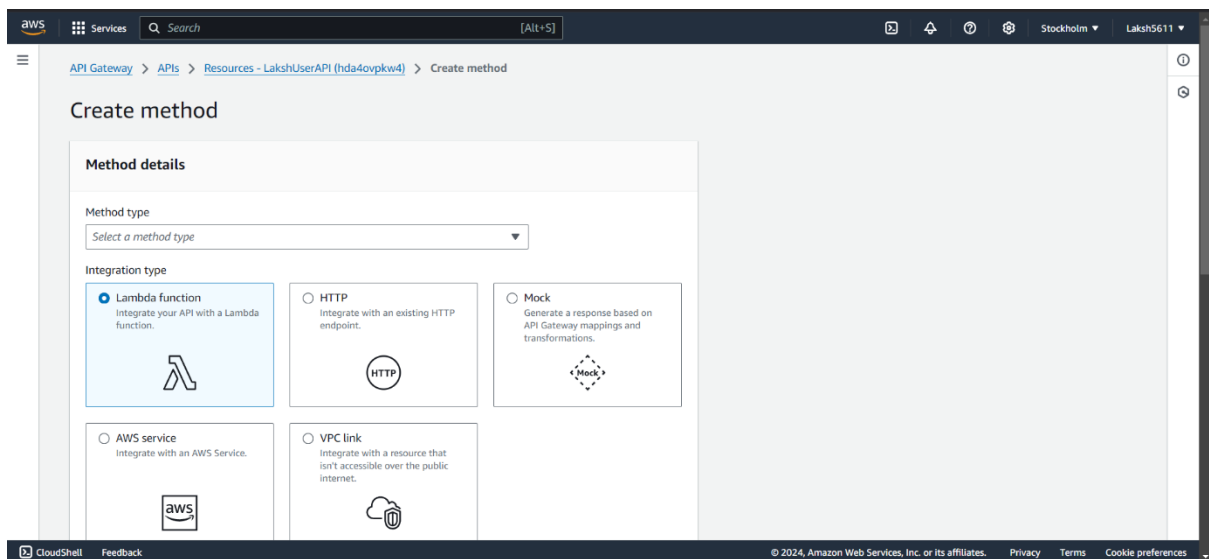 aws Services Search [Alt+S] Stockholm ▼ Laksh5611 ▼
API Gateway > APIs > Resources - LakshUserAPI (hda4ovpkw4) > Create method
Create method
Method details
Method type
Select a method type
Integration type
Lambda function
Integrate your API with a Lambda
function.
HTTP
Integrate with an existing HTTP
endpoint.
HTTP
Mock
Generate a response based on
API Gateway mappings and
transformations.
Mock
AWS service
Integrate with an AWS Service.
aws
VPC link
Integrate with a resource that
isn't accessible over the public
internet.
CloudShell Feedback © 2024, Amazon Web Services, Inc. or its affiliates. Privacy Terms Cookie preferences